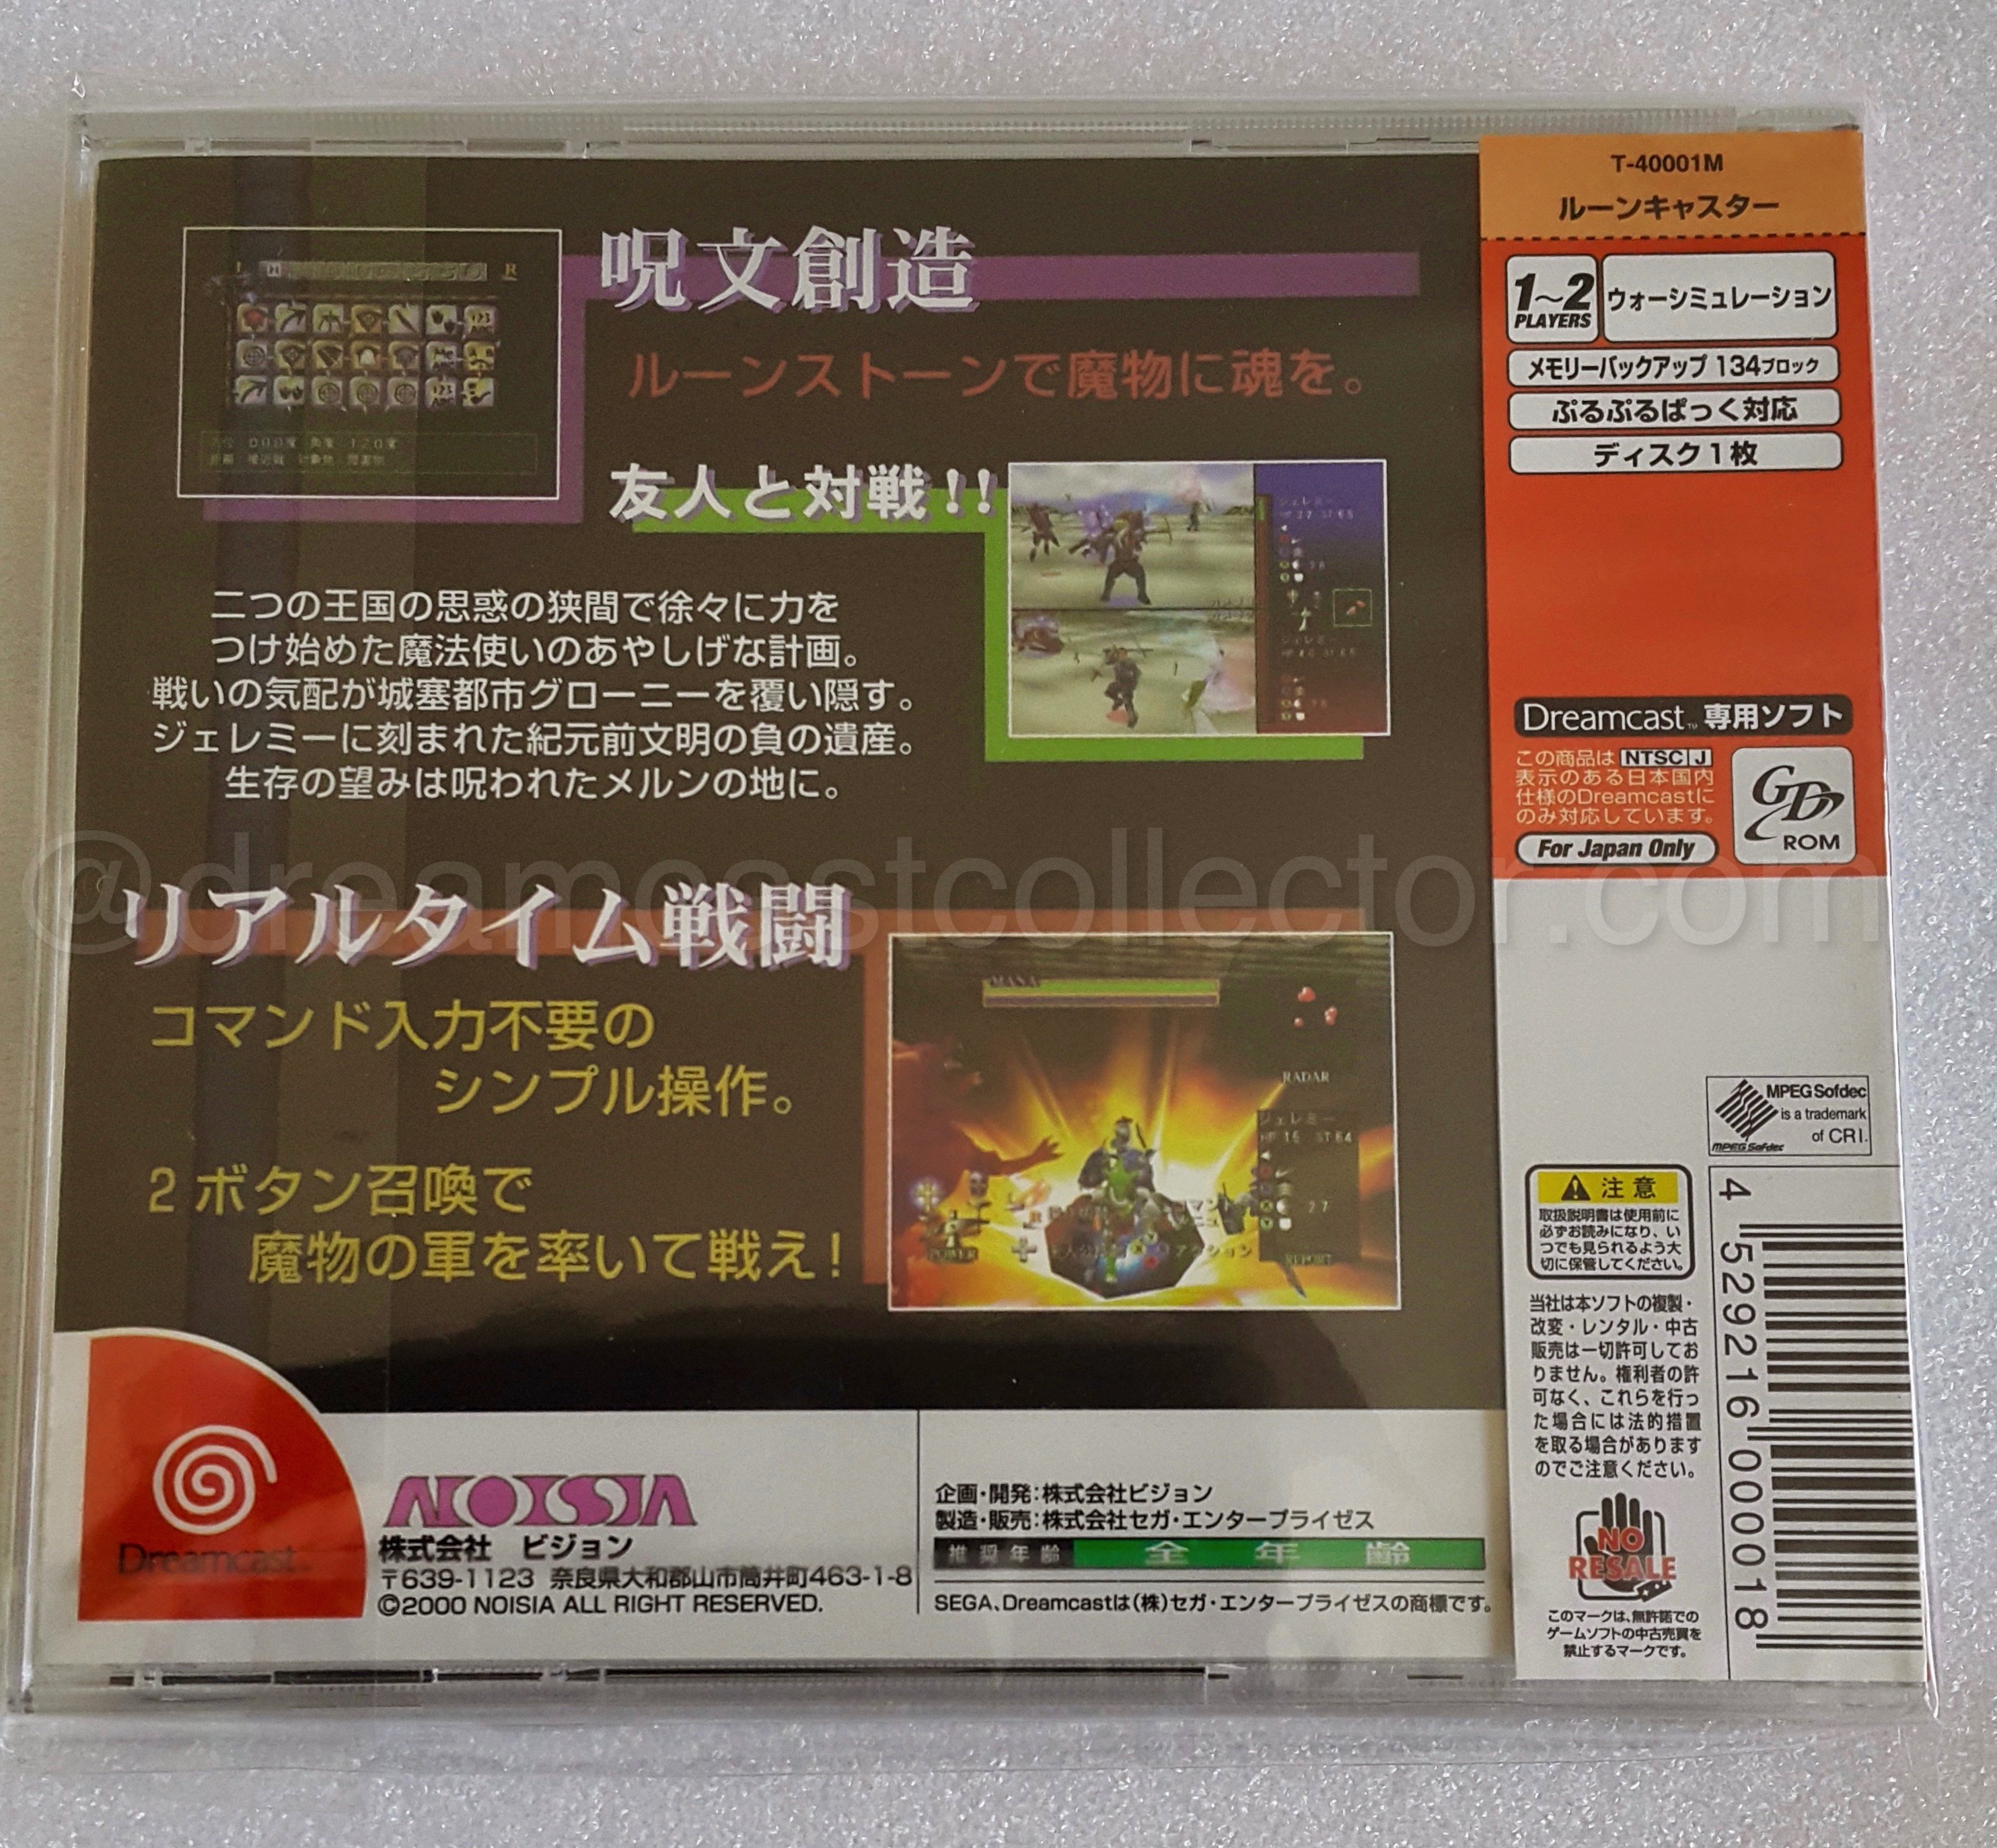 呪文創造
ルーンストーンで魔物に魂を。
友人と対戦!!
二つの王国の思惑の狭間で徐々に力を
つけ始めた魔法使いのあやしげな計画。
戦いの気配が城塞都市グローニーを覆い隠す。
ジェレミーに刻まれた紀元前文明の負の遺産。
生存の望みは呪われたメルンの地に。
リアルタイム戦闘
コマンド入力不要の
シンプル操作。
2ボタン召喚で
魔物の軍を率いて戦え!
L
R
MANA
RADAR
ジェレミー
POWER
REPORT
@dreamcastcollector.com
Dreamcast
NOISIA
株式会社 ビジョン
〒639-1123 奈良県大和郡山市筒井町463-1-8
©2000 NOISIA ALL RIGHT RESERVED.
企画・開発:株式会社ビジョン
製造・販売:株式会社セガ・エンタープライゼス
推奨年齢 全年齢
SEGA、Dreamcastは(株)セガ・エンタープライゼスの商標です。
T-40001M
ルーンキャスター
1~2
PLAYERS
ウォーシミュレーション
メモリーバックアップ 134ブロック
ぷるぷるぱっく対応
ディスク1枚
Dreamcast™ 専用ソフト
この商品は NTSC J
表示のある日本国内
仕様のDreamcastに
のみ対応しています。
For Japan Only
GD
ROM
MPEG Sofdec
is a trademark
of CRI.
MPEG Sofdec
注意
取扱説明書は使用前に
必ずお読みになり、い
つでも見られるよう大
切に保管してください。
当社は本ソフトの複製・
改変・レンタル・中古
販売は一切許可してお
りません。権利者の許
可なく、これらを行っ
た場合には法的措置
を取る場合があります
のでご注意ください。
NO
RESALE
このマークは、無許諾での
ゲームソフトの中古売買を
禁止するマークです。
4 529216 000018